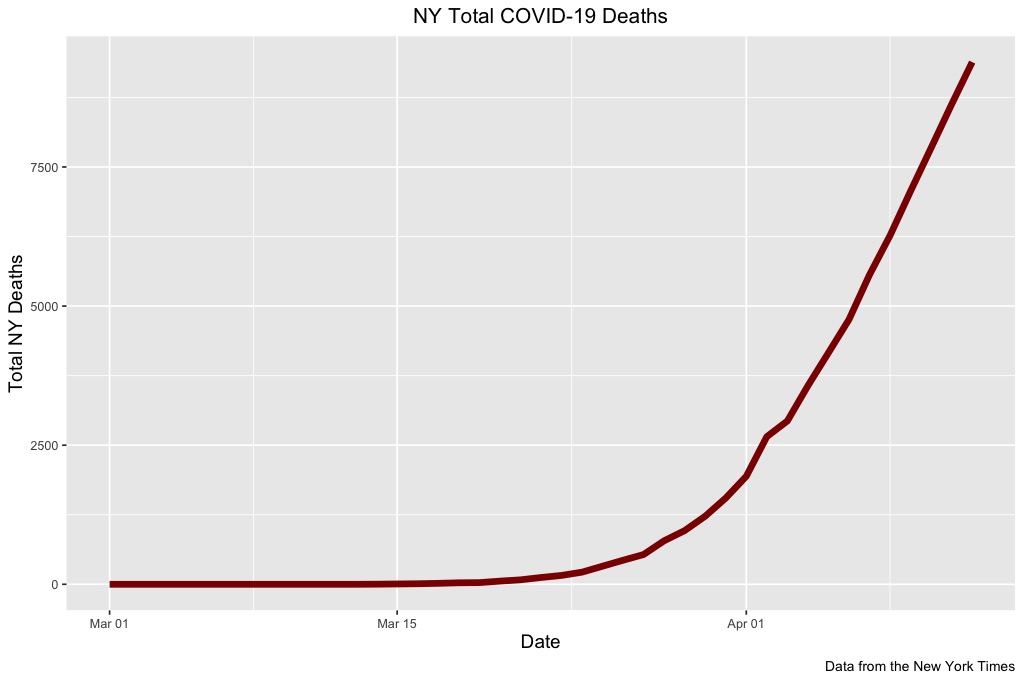 NY Total COVID-19 Deaths
Total NY Deaths
7500
5000
2500
0
Mar 01
Mar 15
Apr 01
Date
Data from the New York Times